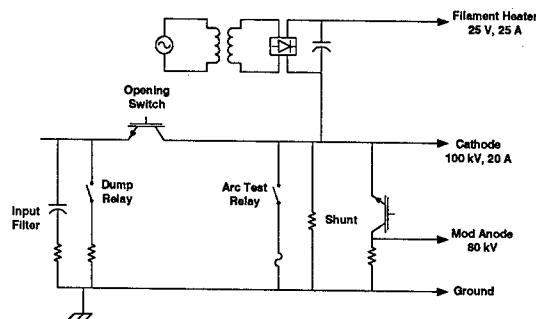 Filament Heater
25 V, 25 A
Opening
Switch
Cathode
100 kV, 20 A
Dump
Relay
Arc Test
Relay
Input
Filter
Shunt
Mod Anode
80 kV
Ground